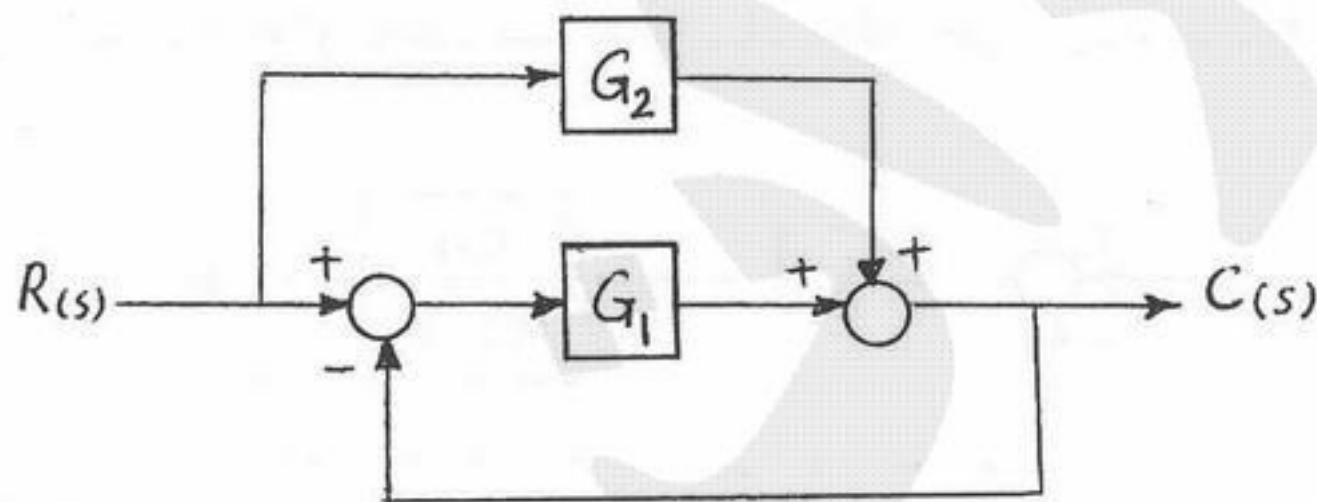 G₂
+
R(s)
+
G₁
+
+
C(s)
-